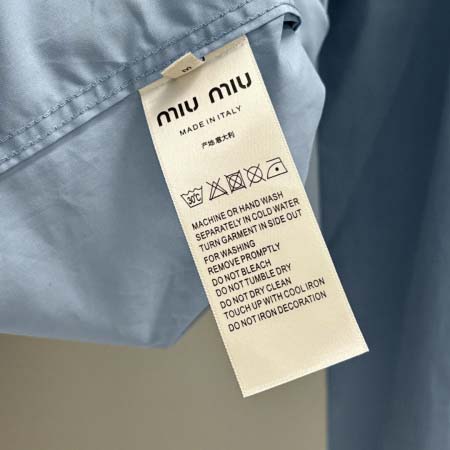 miu miu
MADE IN ITALY
产地:意大利
30℃
MACHINE OR HAND WASH
SEPARATELY IN COLD WATER
TURN GARMENT IN SIDE OUT
FOR WASHING
REMOVE PROMPTLY
DO NOT BLEACH
DO NOT TUMBLE DRY
DO NOT DRY CLEAN
TOUCH UP WITH COOL IRON
DO NOT IRON DECORATION